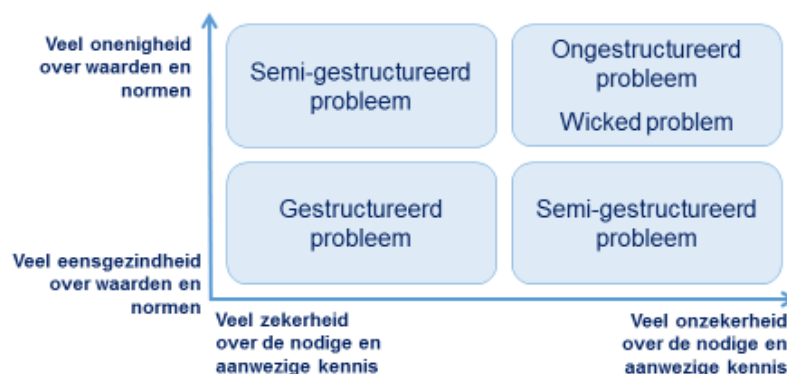 Veel onenigheid
over waarden en
normen
Semi-gestructureerd
probleem
Ongestructureerd
probleem
Wicked problem
Gestructureerd
probleem
Semi-gestructureerd
probleem
Veel eensgezindheid
over waarden en
normen
Veel zekerheid
over de nodige en
aanwezige kennis
Veel onzekerheid
over de nodige en
aanwezige kennis